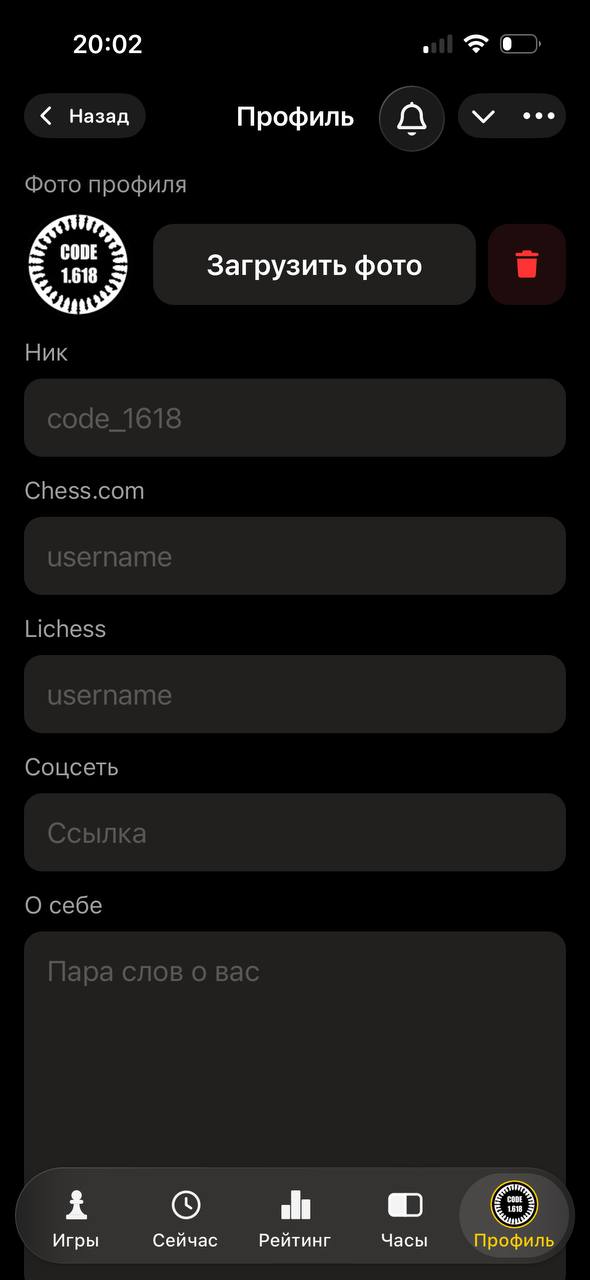 20:02
Назад
Профиль
Фото профиля
CODE
1.618
Загрузить фото
Ник
code_1618
Chess.com
username
Lichess
username
Соцсеть
Ссылка
О себе
Пара слов о вас
CODE
1.618
Игры
Сейчас
Рейтинг
Часы
Профиль